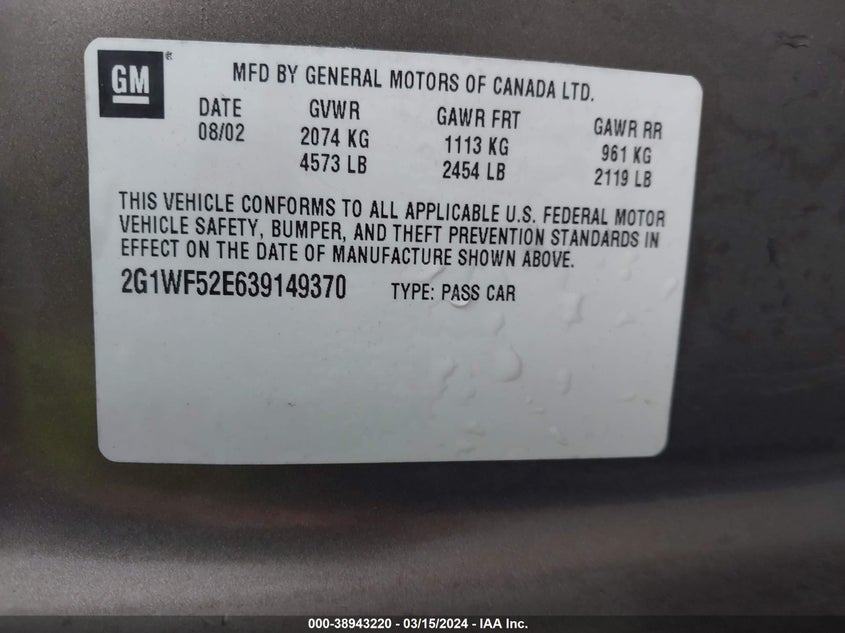 GM®
MFD BY GENERAL MOTORS OF CANADA LTD.
DATE GVWR GAWR FRT GAWR RR
08/02 2074 KG 1113 KG 961 KG
4573 LB 2454 LB 2119 LB
THIS VEHICLE CONFORMS TO ALL APPLICABLE U.S. FEDERAL MOTOR
VEHICLE SAFETY, BUMPER, AND THEFT PREVENTION STANDARDS IN
EFFECT ON THE DATE OF MANUFACTURE SHOWN ABOVE.
2G1WF52E639149370 TYPE: PASS CAR
000-38943220 - 03/15/2024 - IAA Inc.